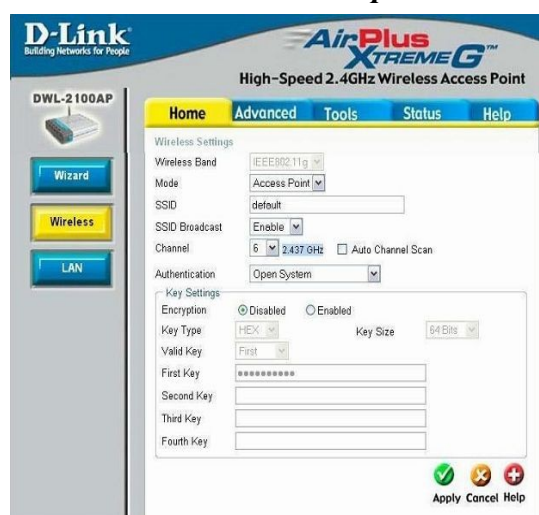 D-Link
Building Networks for People
AirPlus
XTREME G™
High-Speed 2.4GHz Wireless Access Point
DWL-2100AP
Home Advanced Tools Status Help
Wizard
Wireless
LAN
Wireless Settings
Wireless Band IEEE802.11g
Mode Access Point
SSID default
SSID Broadcast Enable
Channel 6 2.437 GHz Auto Channel Scan
Authentication Open System
Key Settings
Encryption Disabled Enabled
Key Type HEX Key Size 64 Bits
Valid Key First
First Key ●●●●●●●●●●
Second Key
Third Key
Fourth Key
Apply Cancel Help